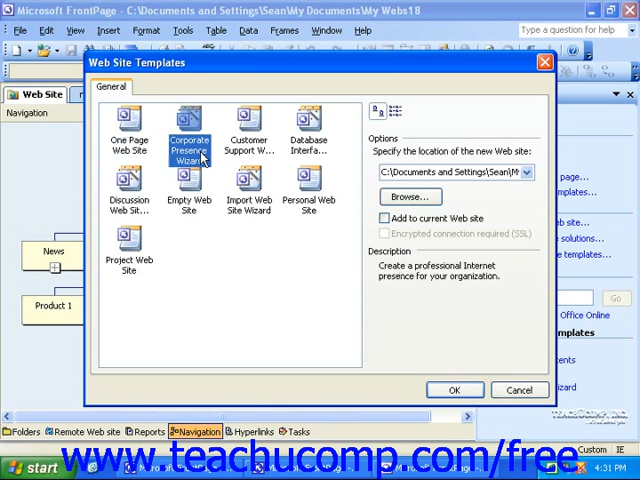 Microsoft FrontPage - C:\Documents and Settings\Sean\My Documents\My Webs18
File Edit View Insert Format Tools Table Data Frames Window Help
Type a question for help
Web Site
Navigation
Web Site Templates
General
One Page Web Site
Corporate Presence Wizard
Customer Support W...
Database Interfa...
Discussion Web Sit...
Empty Web Site
Import Web Site Wizard
Personal Web Site
Project Web Site
Options
Specify the location of the new Web site:
C:\Documents and Settings\Sean\M
Browse...
Add to current Web site
Encrypted connection required (SSL)
Description
Create a professional Internet
presence for your organization.
OK Cancel
News
Product 1
page...
site...
Go
Office Online
Folders Remote Web site Reports Navigation Hyperlinks Tasks
Custom IE
start
4:31 PM
www.teachucomp.com/free